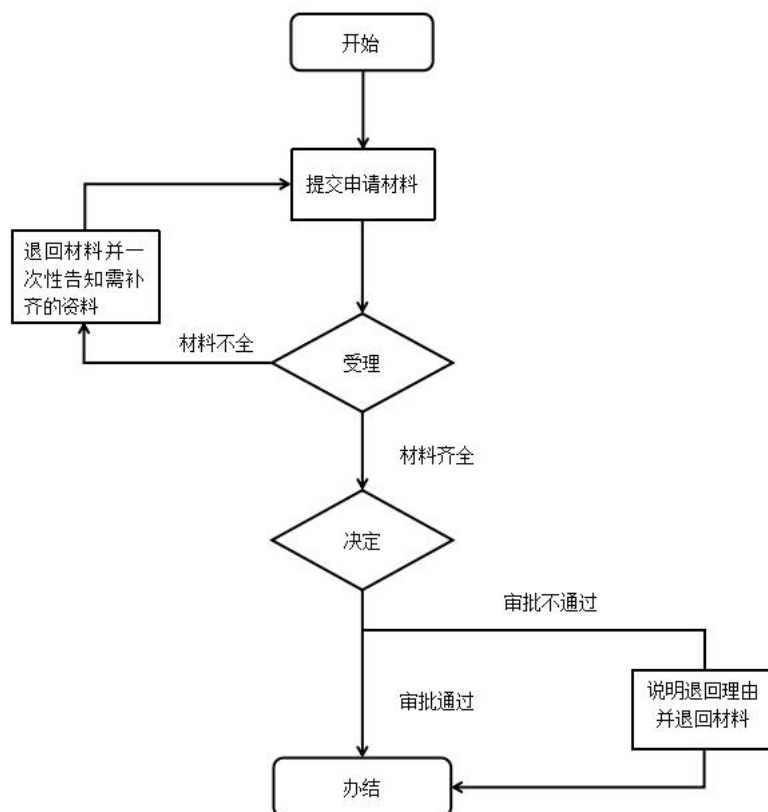 开始
提交申请材料
退回材料并一
次性告知需补
齐的资料
材料不全
受理
材料齐全
决定
审批不通过
审批通过
说明退回理由
并退回材料
办结